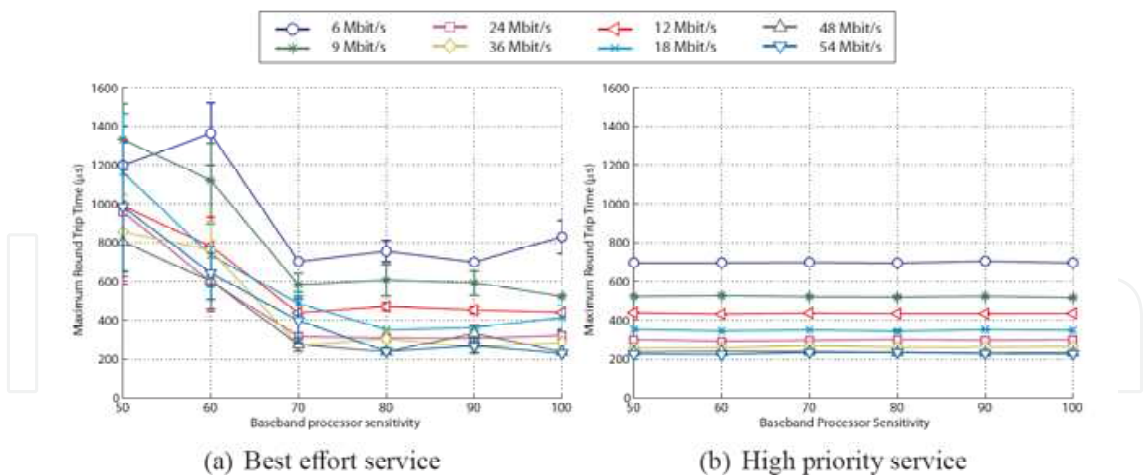 6 Mbit/s 24 Mbit/s 12 Mbit/s 48 Mbit/s
9 Mbit/s 36 Mbit/s 18 Mbit/s 54 Mbit/s
Maximum Round Trip Time (μs)
1600
1400
1200
1000
800
600
400
200
0
50 60 70 80 90 100
Baseband processor sensitivity
(a) Best effort service
Maximum Round Trip Time (μs)
1600
1400
1200
1000
800
600
400
200
0
50 60 70 80 90 100
Baseband Processor Sensitivity
(b) High priority service